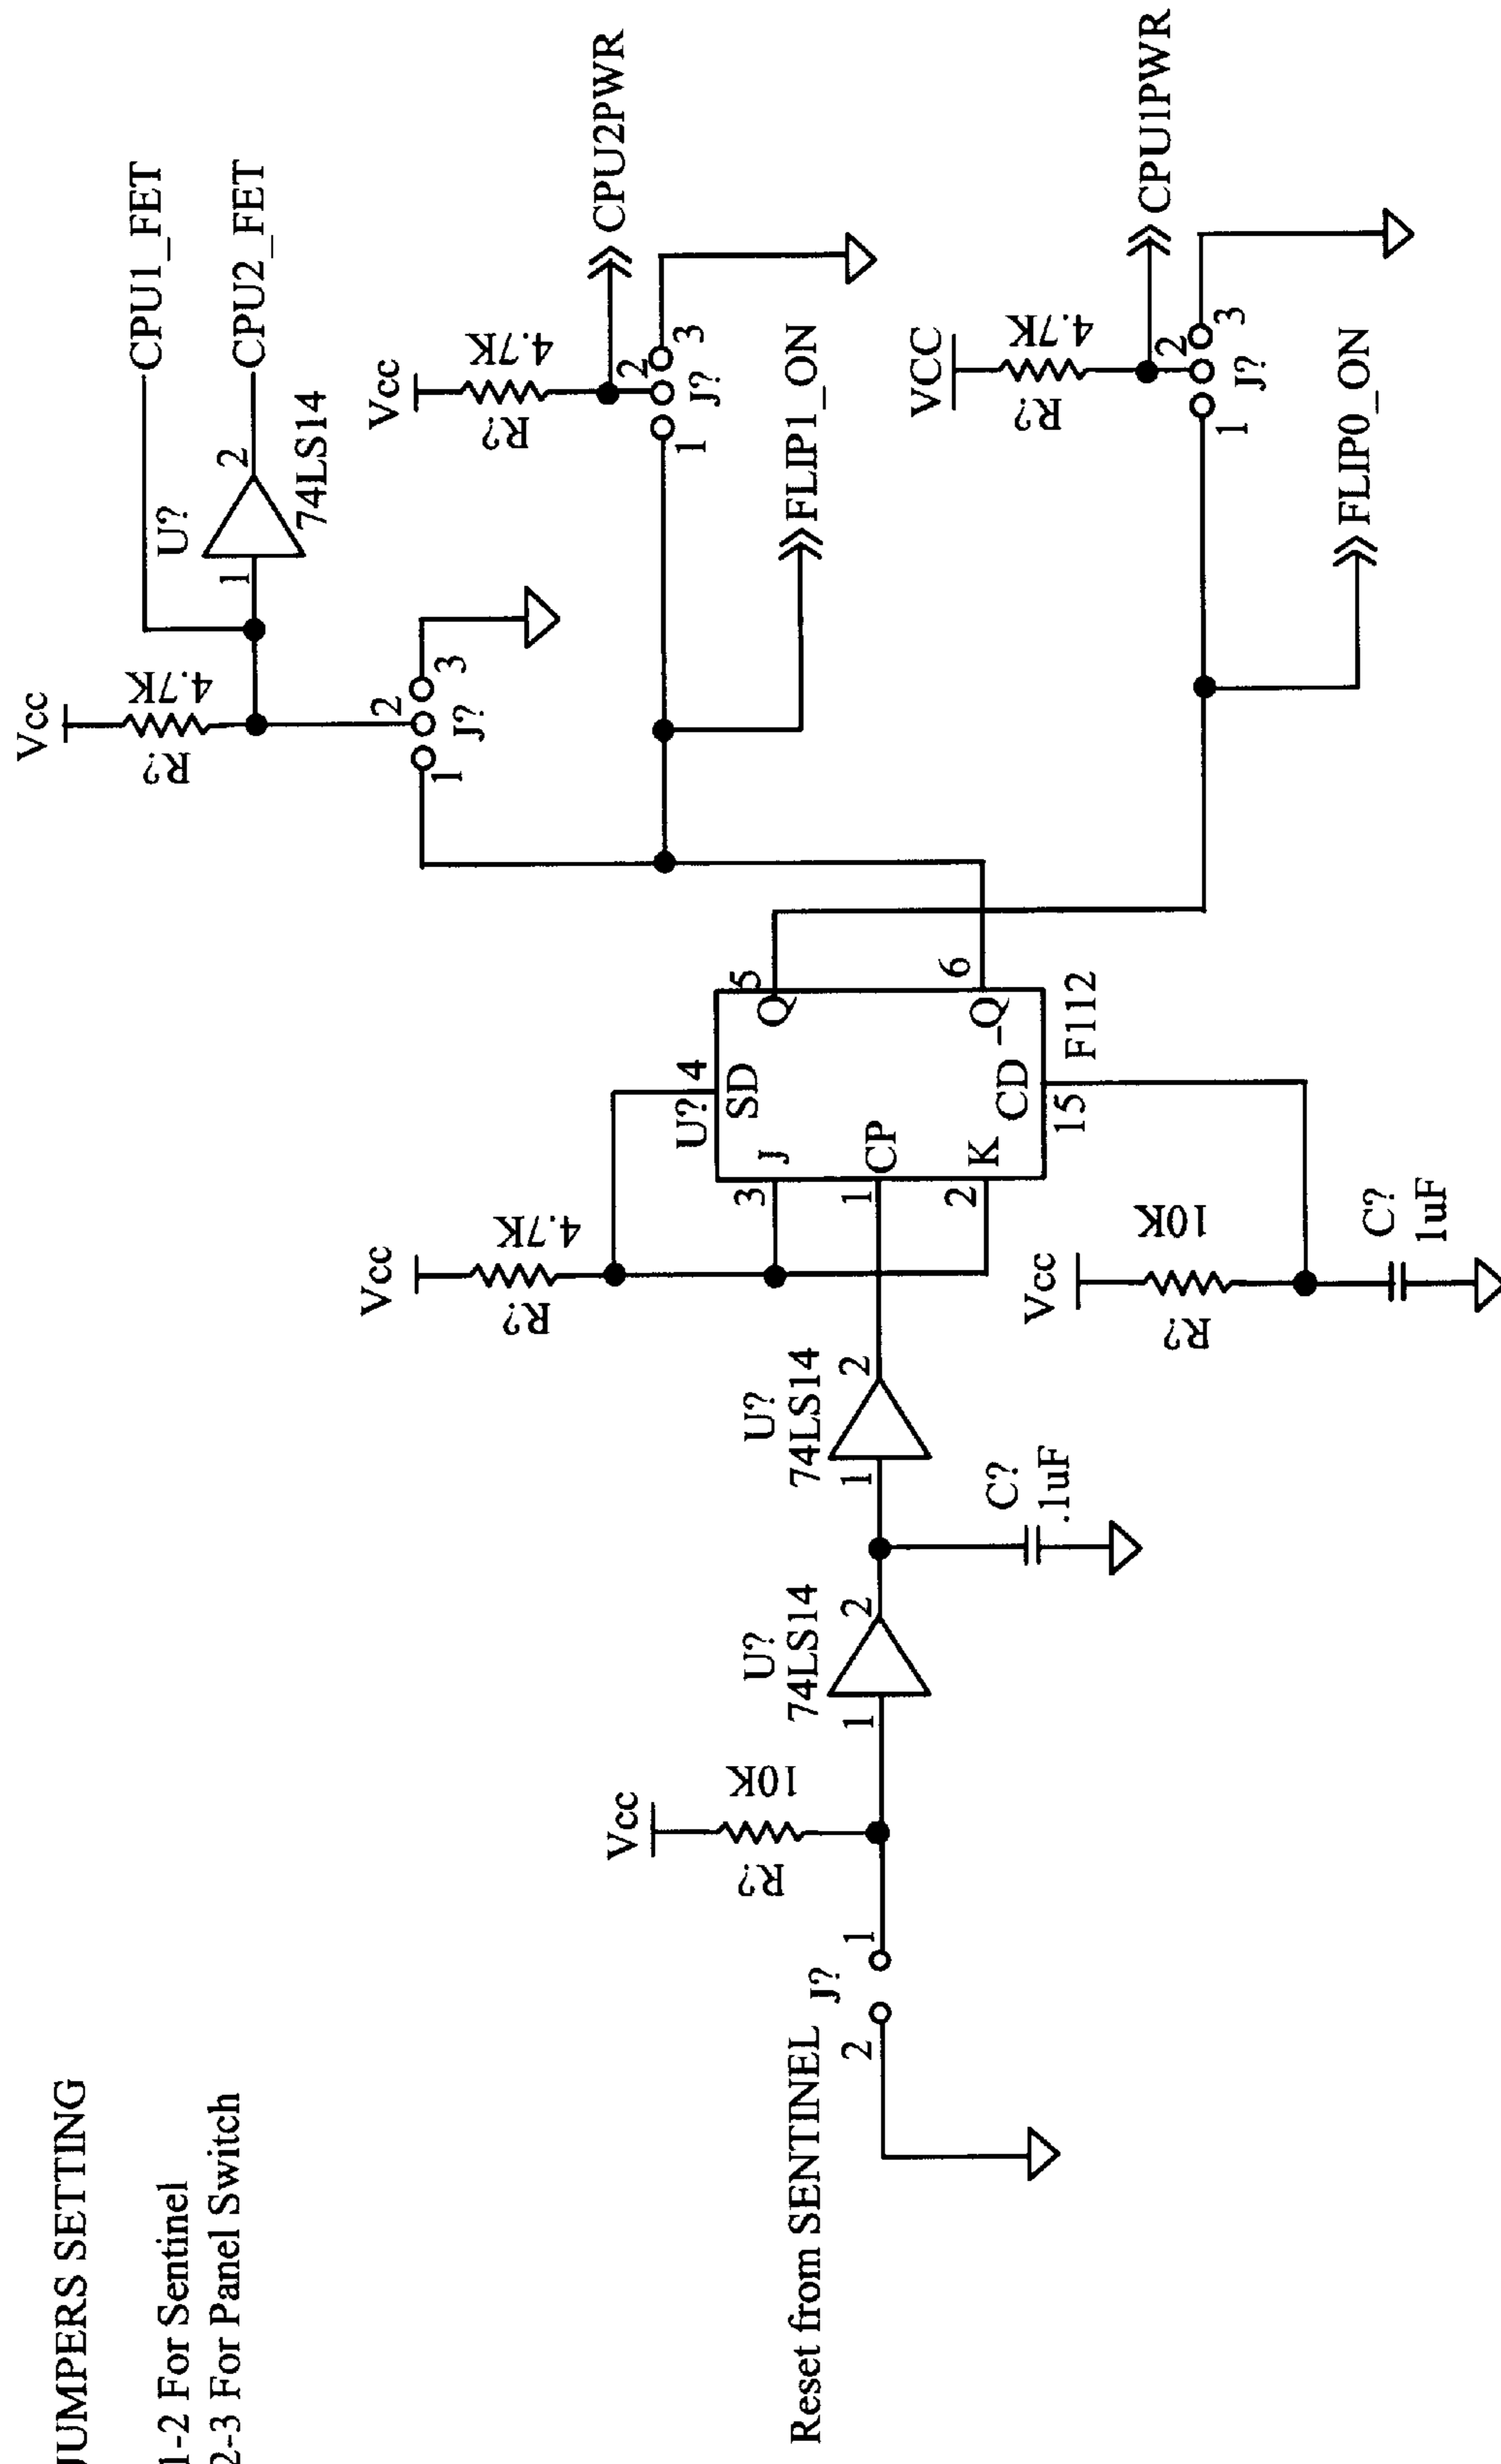 JUMPERS SETTING
1-2 For Sentinel
2-3 For Panel Switch
Reset from SENTINEL
J?
2
1
Vcc
R?
10K
U?
74LS14
1
2
C?
.1uF
U?
74LS14
1
2
Vcc
R?
4.7K
U?
4
SD
3
J
1
CP
2
K
CD
15
Q
5
_Q
6
F112
Vcc
R?
10K
C?
1uF
Vcc
R?
4.7K
1
2
3
J?
U?
1
2
74LS14
CPU1_FET
CPU2_FET
Vcc
R?
4.7K
1
2
3
J?
CPU2PWR
FLIP1_ON
VCC
R?
4.7K
1
2
3
J?
CPU1PWR
FLIP0_ON